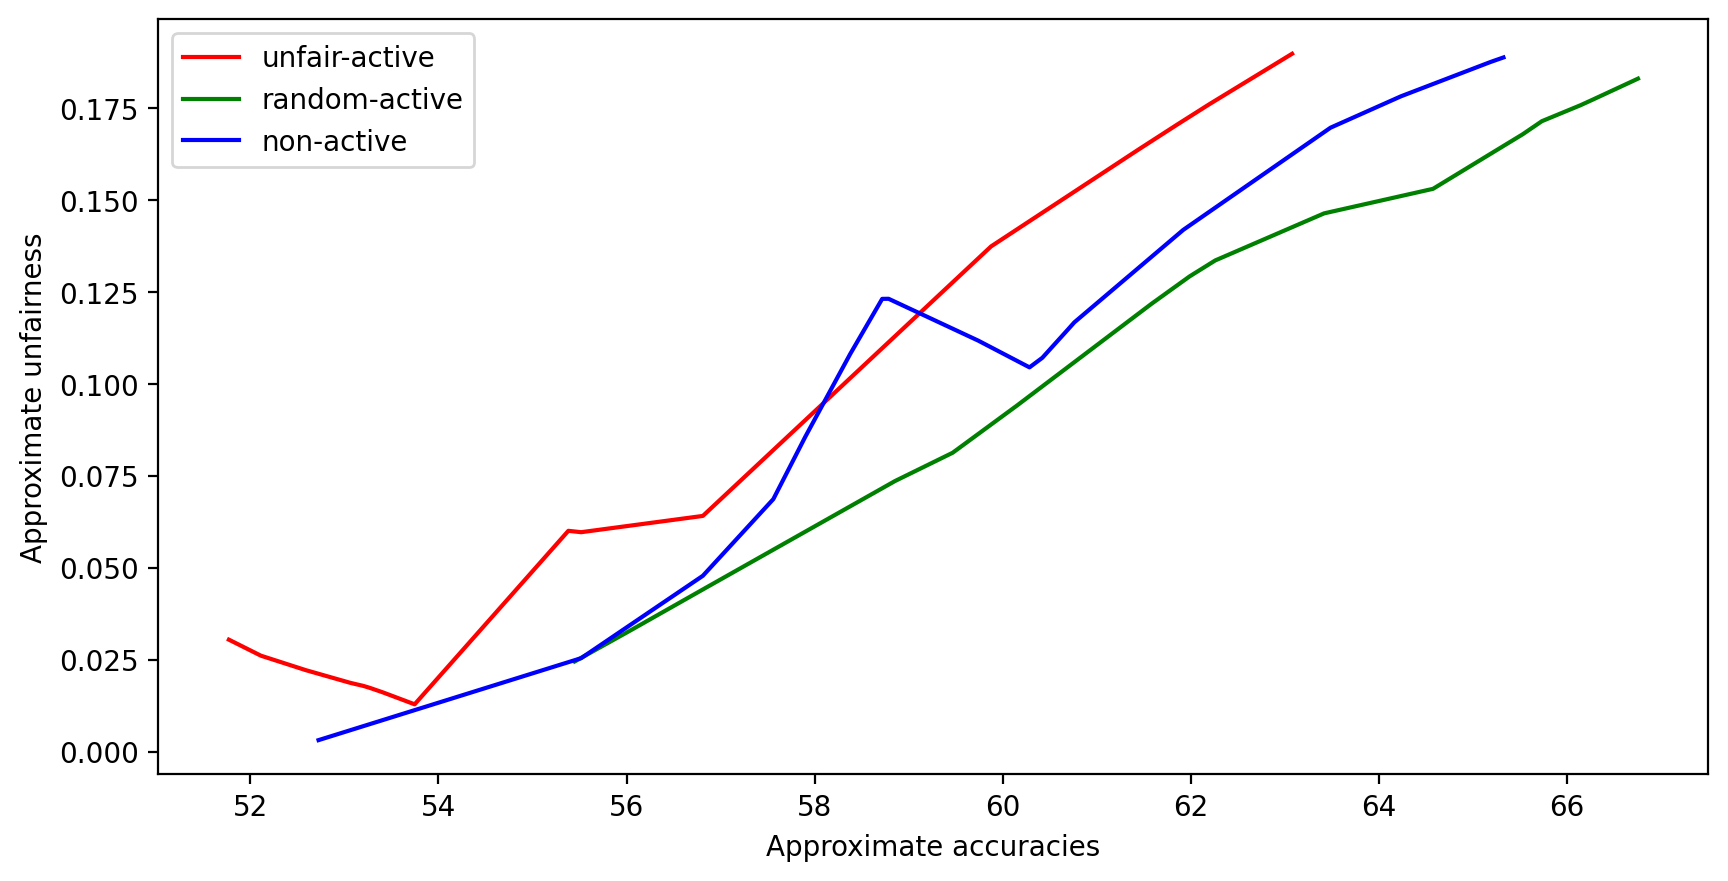 unfair-active
random-active
non-active
Approximate unfairness
0.175
0.150
0.125
0.100
0.075
0.050
0.025
0.000
52 54 56 58 60 62 64 66
Approximate accuracies